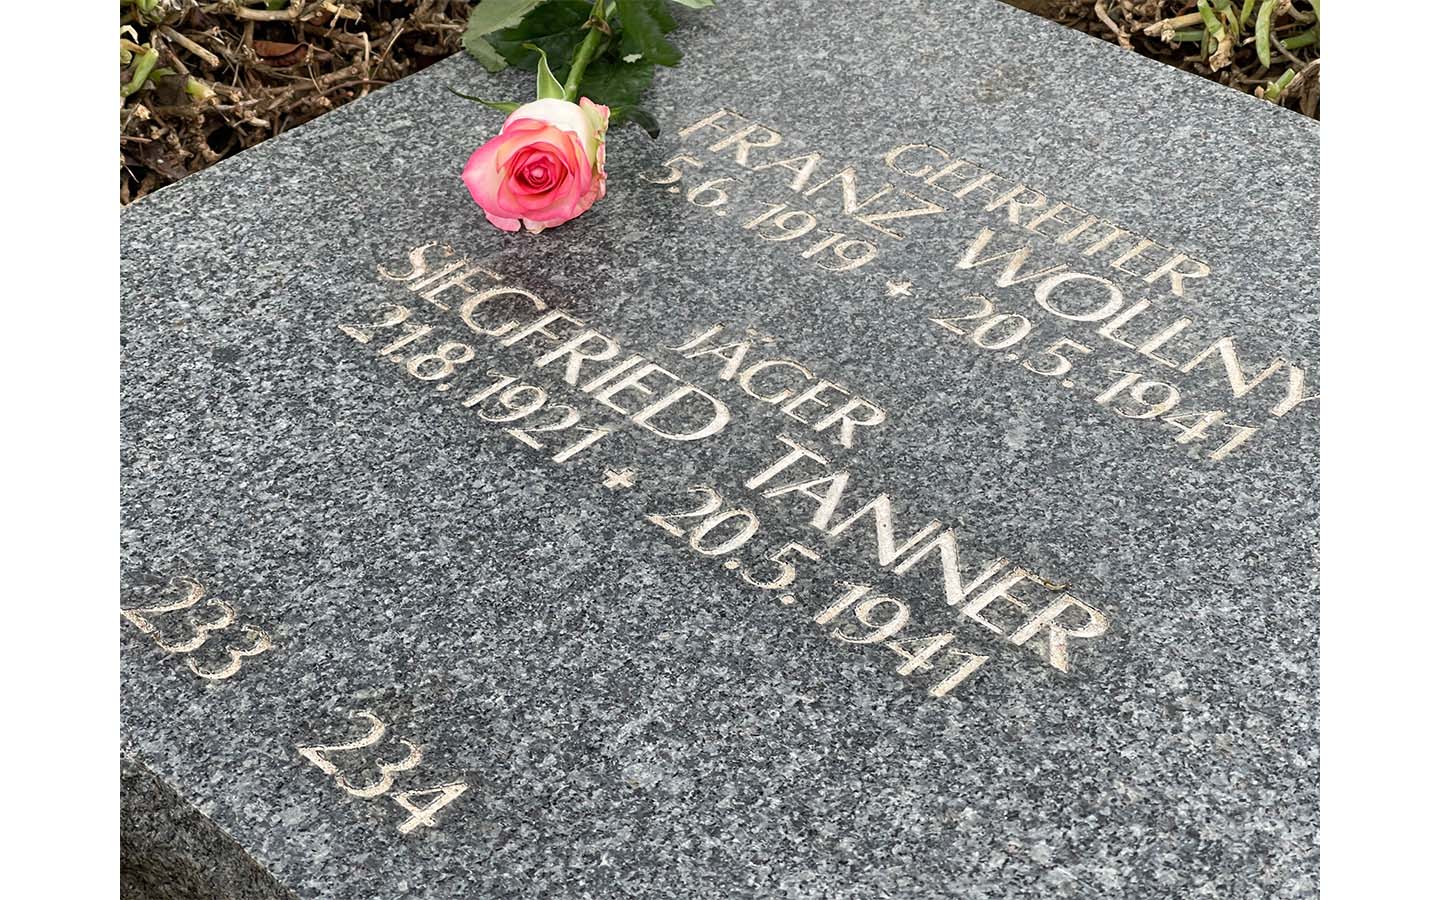 GEFREITER
FRANZ WOLLNY
5.6.1919 + 20.5.1941
JÄGER
SIEGFRIED TANNER
21.8.1921 + 20.5.1941
233
234